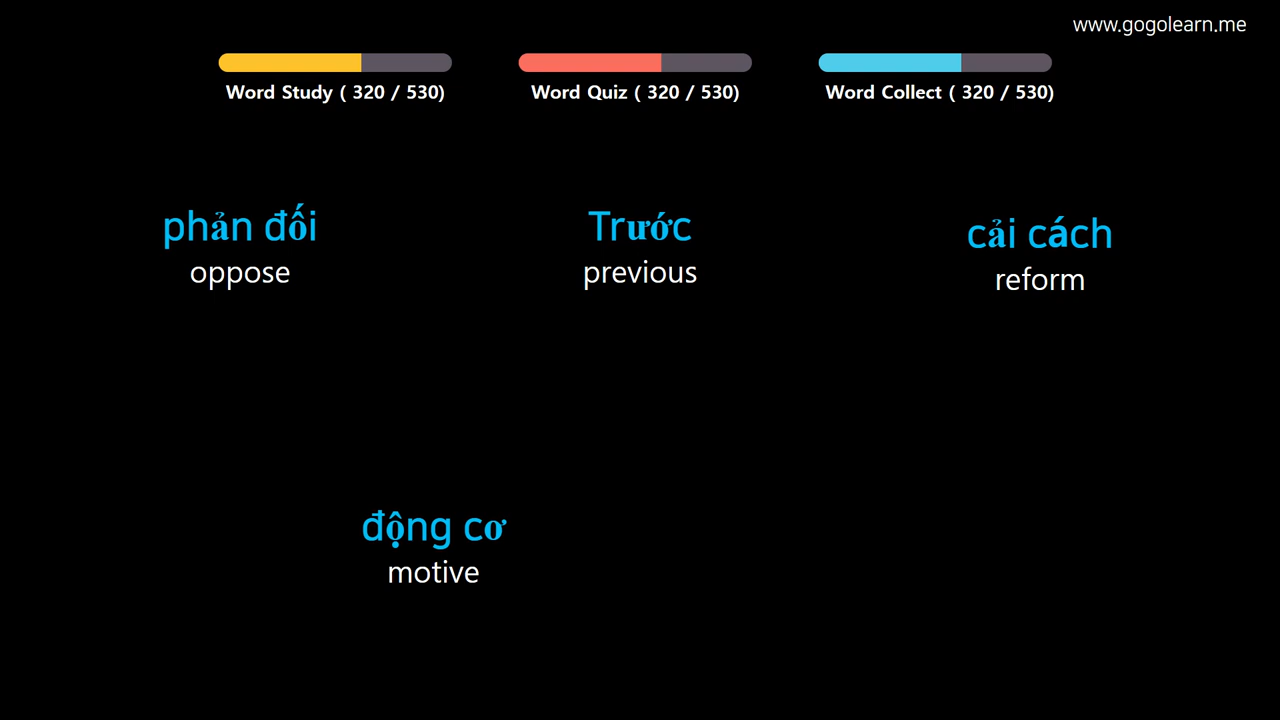 www.gogolearn.me
Word Study ( 320 / 530)
Word Quiz ( 320 / 530)
Word Collect ( 320 / 530)
phản đối
oppose
Trước
previous
cải cách
reform
động cơ
motive